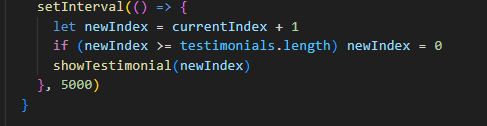 setInterval(() => {
let newIndex = currentIndex + 1
if (newIndex >= testimonials.length) newIndex = 0
showTestimonial(newIndex)
}, 5000)
}